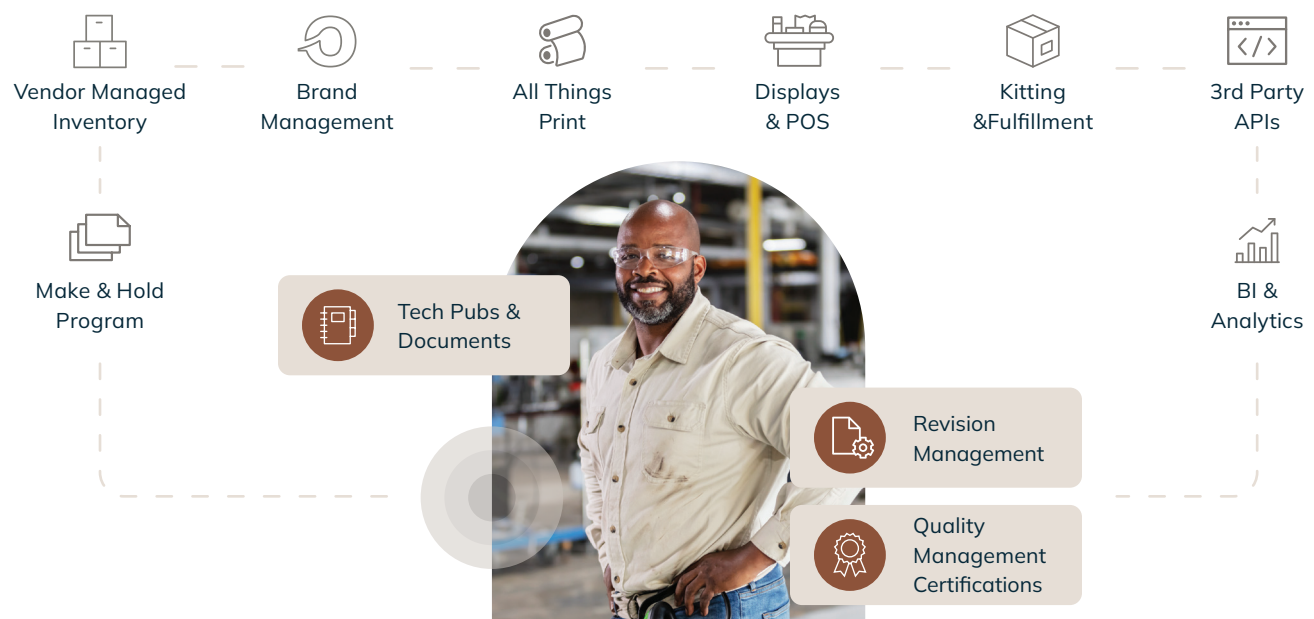 Vendor Managed
Inventory
Brand
Management
All Things
Print
Displays
& POS
Kitting
&Fulfillment
3rd Party
APIs
Make & Hold
Program
BI &
Analytics
Tech Pubs &
Documents
Revision
Management
Quality
Management
Certifications